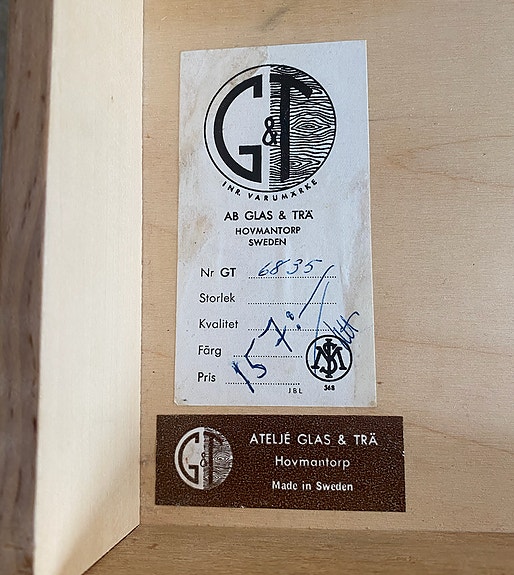 G&T
INR. VARUMÄRKE
AB GLAS & TRÄ
HOVMANTORP
SWEDEN
Nr GT 6835
Storlek
Kvalitet
Färg
Pris 157:
JBL
348
G&T
ATELJÉ GLAS & TRÄ
Hovmantorp
Made in Sweden